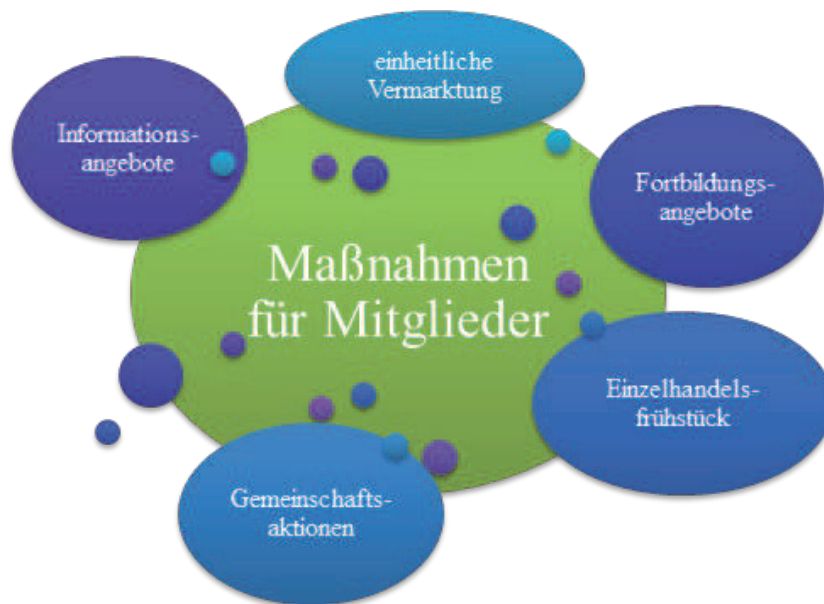 einheitliche
Vermarktung
Informations-
angebote
Fortbildungs-
angebote
Maßnahmen
für Mitglieder
Einzelhandels-
frühstück
Gemeinschafts-
aktionen